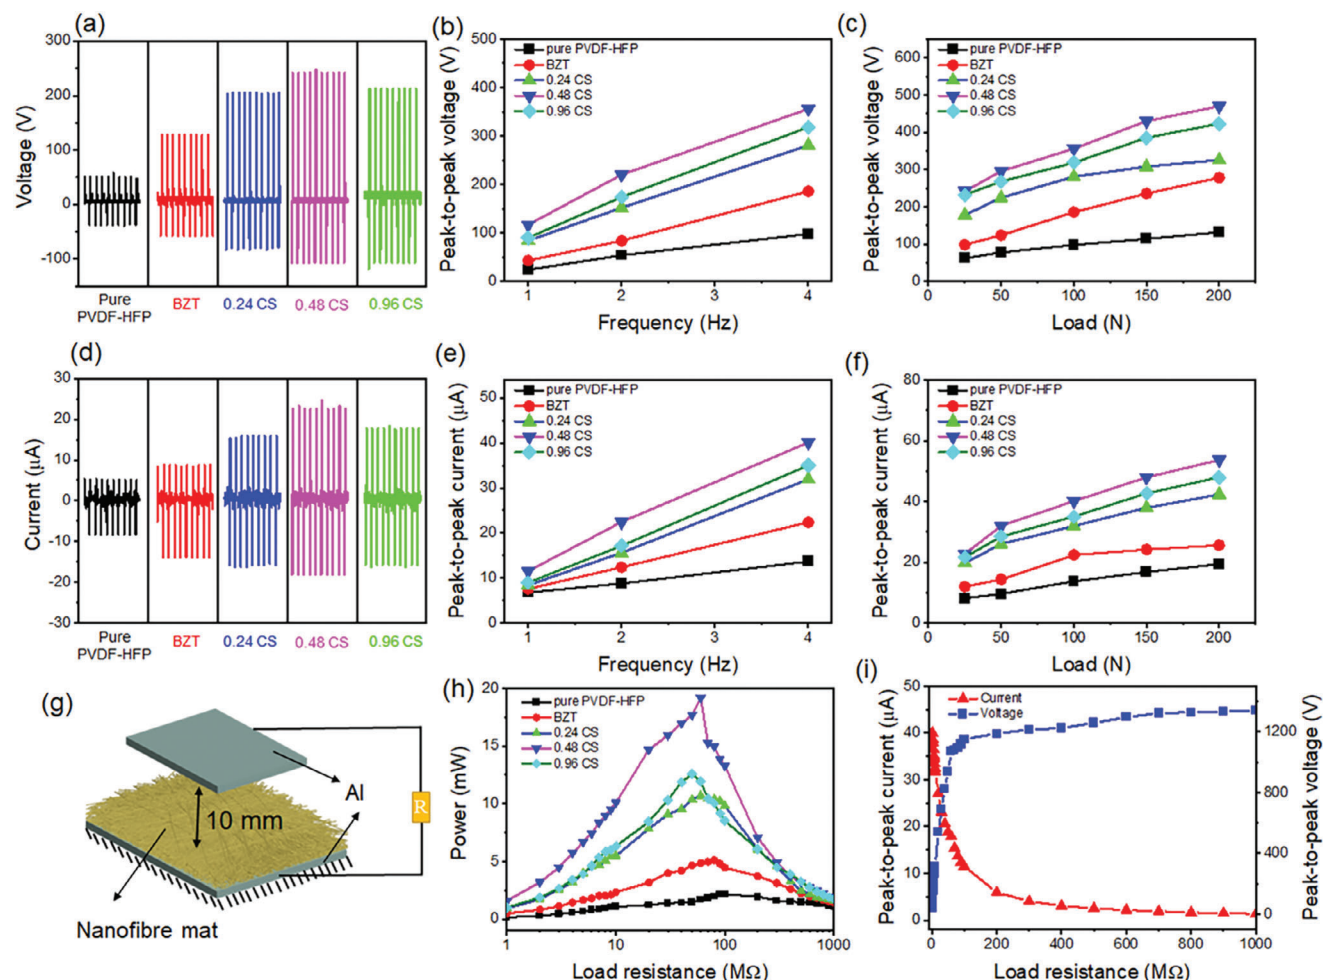 (a)
Voltage (V)
300
200
100
0
-100
Pure
PVDF-HFP
BZT
0.24 CS
0.48 CS
0.96 CS
(b)
Peak-to-peak voltage (V)
500
400
300
200
100
0
pure PVDF-HFP
BZT
0.24 CS
0.48 CS
0.96 CS
1 2 3 4
Frequency (Hz)
(c)
Peak-to-peak voltage (V)
600
500
400
300
200
100
0
pure PVDF-HFP
BZT
0.24 CS
0.48 CS
0.96 CS
0 50 100 150 200
Load (N)
(d)
Current (μA)
30
20
10
0
-10
-20
-30
Pure
PVDF-HFP
BZT
0.24 CS
0.48 CS
0.96 CS
(e)
Peak-to-peak current (μA)
50
40
30
20
10
0
pure PVDF-HFP
BZT
0.24 CS
0.48 CS
0.96 CS
1 2 3 4
Frequency (Hz)
(f)
Peak-to-peak current (μA)
80
60
40
20
0
pure PVDF-HFP
BZT
0.24 CS
0.48 CS
0.96 CS
0 50 100 150 200
Load (N)
(g)
Al
R
10 mm
Nanofibre mat
(h)
Power (mW)
20
15
10
5
0
pure PVDF-HFP
BZT
0.24 CS
0.48 CS
0.96 CS
1 10 100 1000
Load resistance (MΩ)
(i)
Peak-to-peak current (μA)
50
40
30
20
10
0
Current
Voltage
1200
800
400
0
Peak-to-peak voltage (V)
0 200 400 600 800 1000
Load resistance (MΩ)